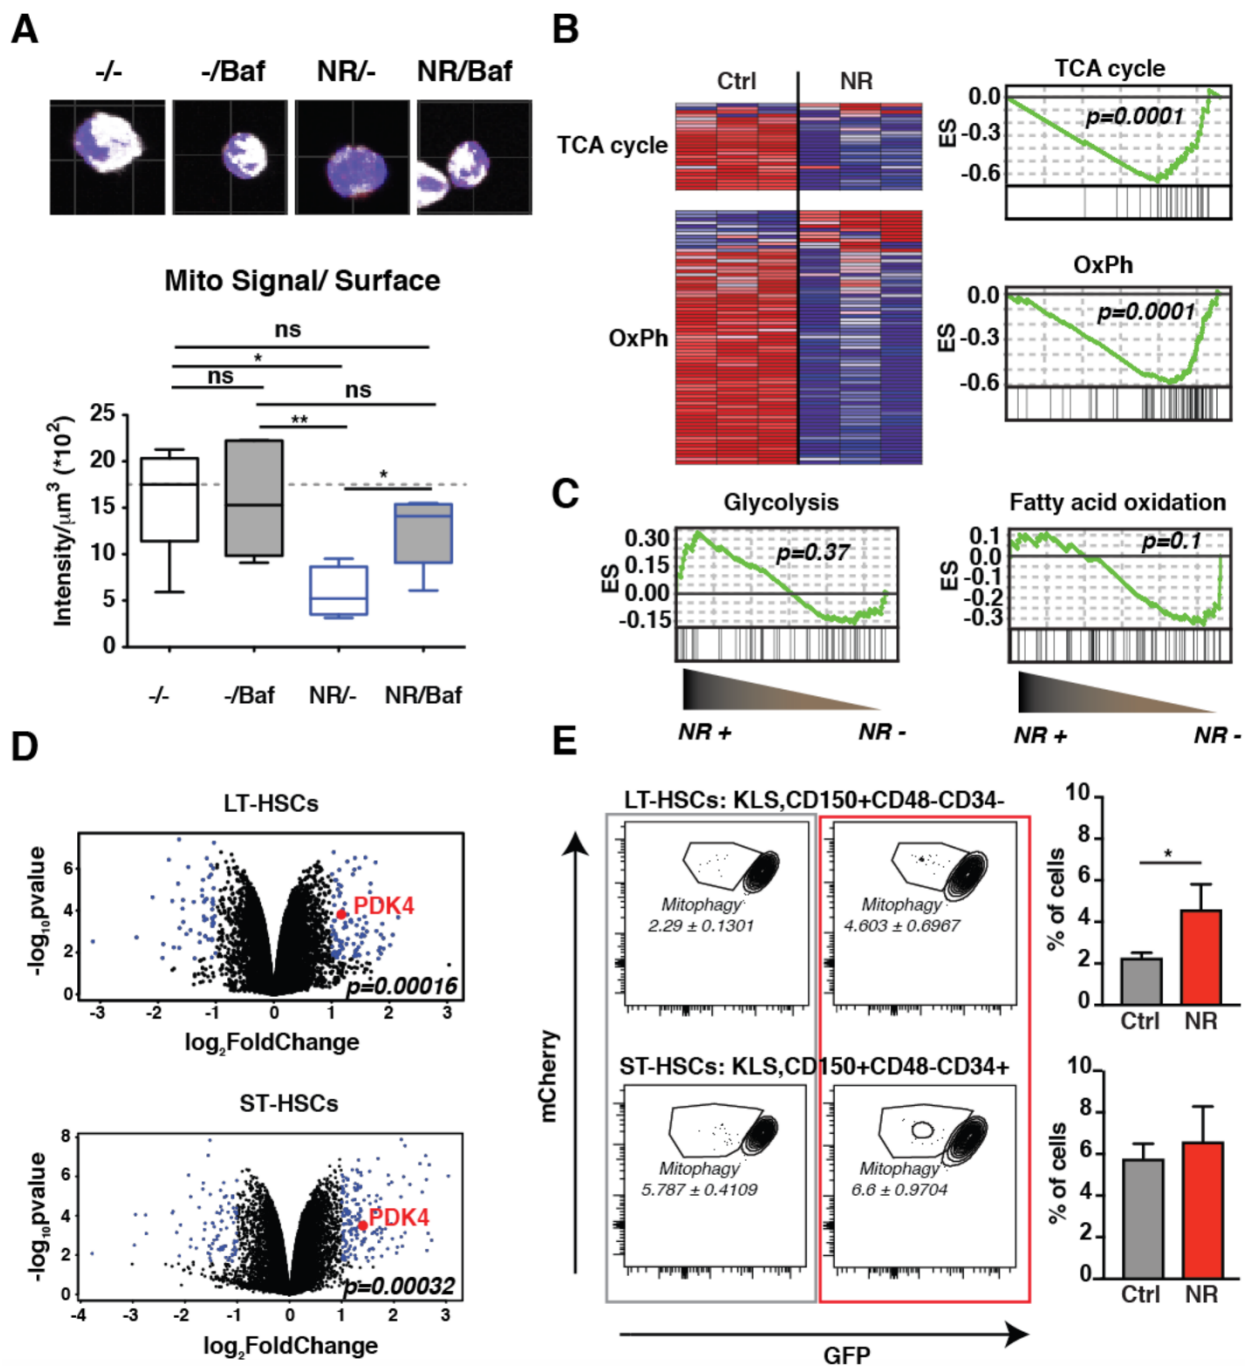 A
-/-
-/Baf
NR/-
NR/Baf
Mito Signal/ Surface
ns
*
ns
ns
**
*
Intensity/µm³ (*10²)
25
20
15
10
5
0
-/-
-/Baf
NR/-
NR/Baf
B
Ctrl
NR
TCA cycle
OxPh
TCA cycle
ES
0.0
-0.3
-0.6
p=0.0001
OxPh
ES
0.0
-0.3
-0.6
p=0.0001
C
Glycolysis
ES
0.30
0.15
0.00
-0.15
p=0.37
NR +
NR -
Fatty acid oxidation
ES
0.1
0.0
-0.1
-0.2
-0.3
p=0.1
NR +
NR -
D
LT-HSCs
-log₁₀pvalue
6
4
2
0
PDK4
p=0.00016
-3
-2
-1
0
1
2
3
log₂FoldChange
ST-HSCs
-log₁₀pvalue
8
6
4
2
0
PDK4
p=0.00032
-4
-3
-2
-1
0
1
2
3
log₂FoldChange
E
LT-HSCs: KLS,CD150+CD48-CD34-
Mitophagy
2.29 ± 0.1301
Mitophagy
4.603 ± 0.6967
% of cells
10
8
6
4
2
0
*
Ctrl
NR
ST-HSCs: KLS,CD150+CD48-CD34+
Mitophagy
5.787 ± 0.4109
Mitophagy
6.6 ± 0.9704
% of cells
10
8
6
4
2
0
Ctrl
NR
mCherry
GFP